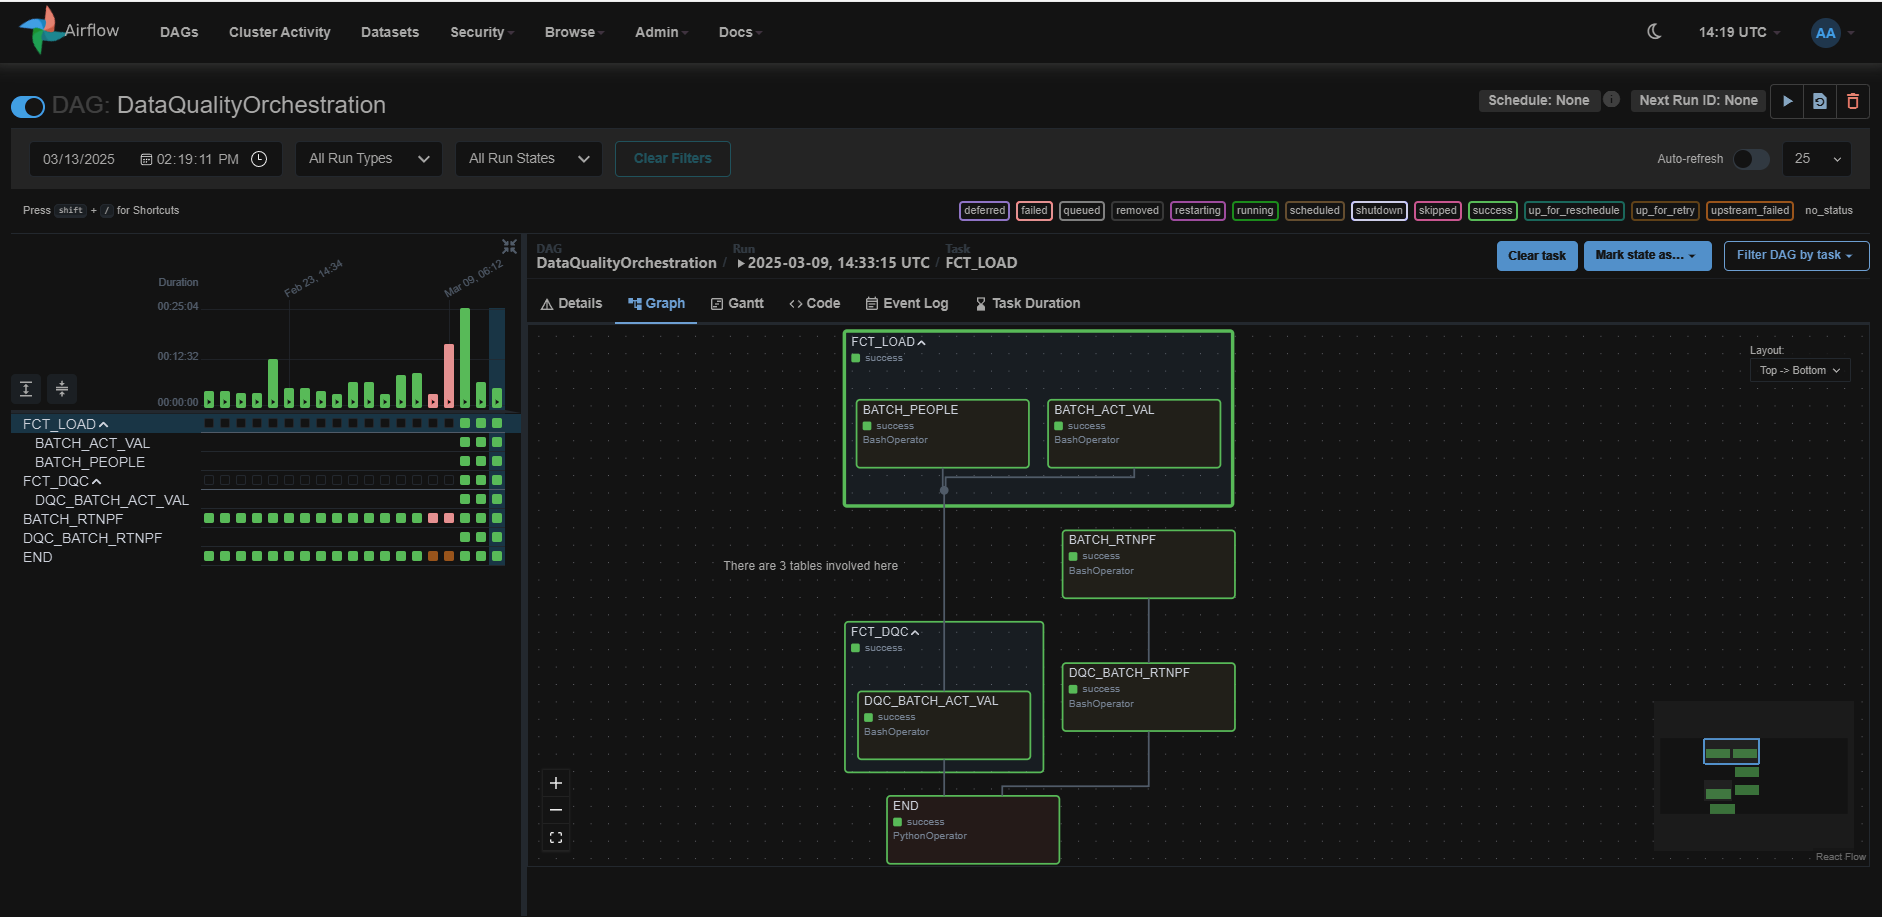 Airflow
DAGs Cluster Activity Datasets Security Browse Admin Docs 14:19 UTC AA
DAG: DataQualityOrchestration
Schedule: None i Next Run ID: None
03/13/2025 02:19:11 PM All Run Types All Run States Clear Filters Auto-refresh 25
Press shift + / for Shortcuts
deferred failed queued removed restarting running scheduled shutdown skipped success up_for_reschedule up_for_retry upstream_failed no_status
Duration
00:25:04
00:12:32
00:00:00
Feb 23, 14:34
Mar 09, 06:12
FCT_LOAD
BATCH_ACT_VAL
BATCH_PEOPLE
FCT_DQC
DQC_BATCH_ACT_VAL
BATCH_RTNPF
DQC_BATCH_RTNPF
END
DAG Run Task
DataQualityOrchestration / 2025-03-09, 14:33:15 UTC / FCT_LOAD
Clear task Mark state as... Filter DAG by task
Details Graph Gantt <> Code Event Log Task Duration
Layout:
Top -> Bottom
FCT_LOAD
success
BATCH_PEOPLE
success
BashOperator
BATCH_ACT_VAL
success
BashOperator
BATCH_RTNPF
success
BashOperator
There are 3 tables involved here
FCT_DQC
success
DQC_BATCH_ACT_VAL
success
BashOperator
DQC_BATCH_RTNPF
success
BashOperator
END
success
PythonOperator
React Flow